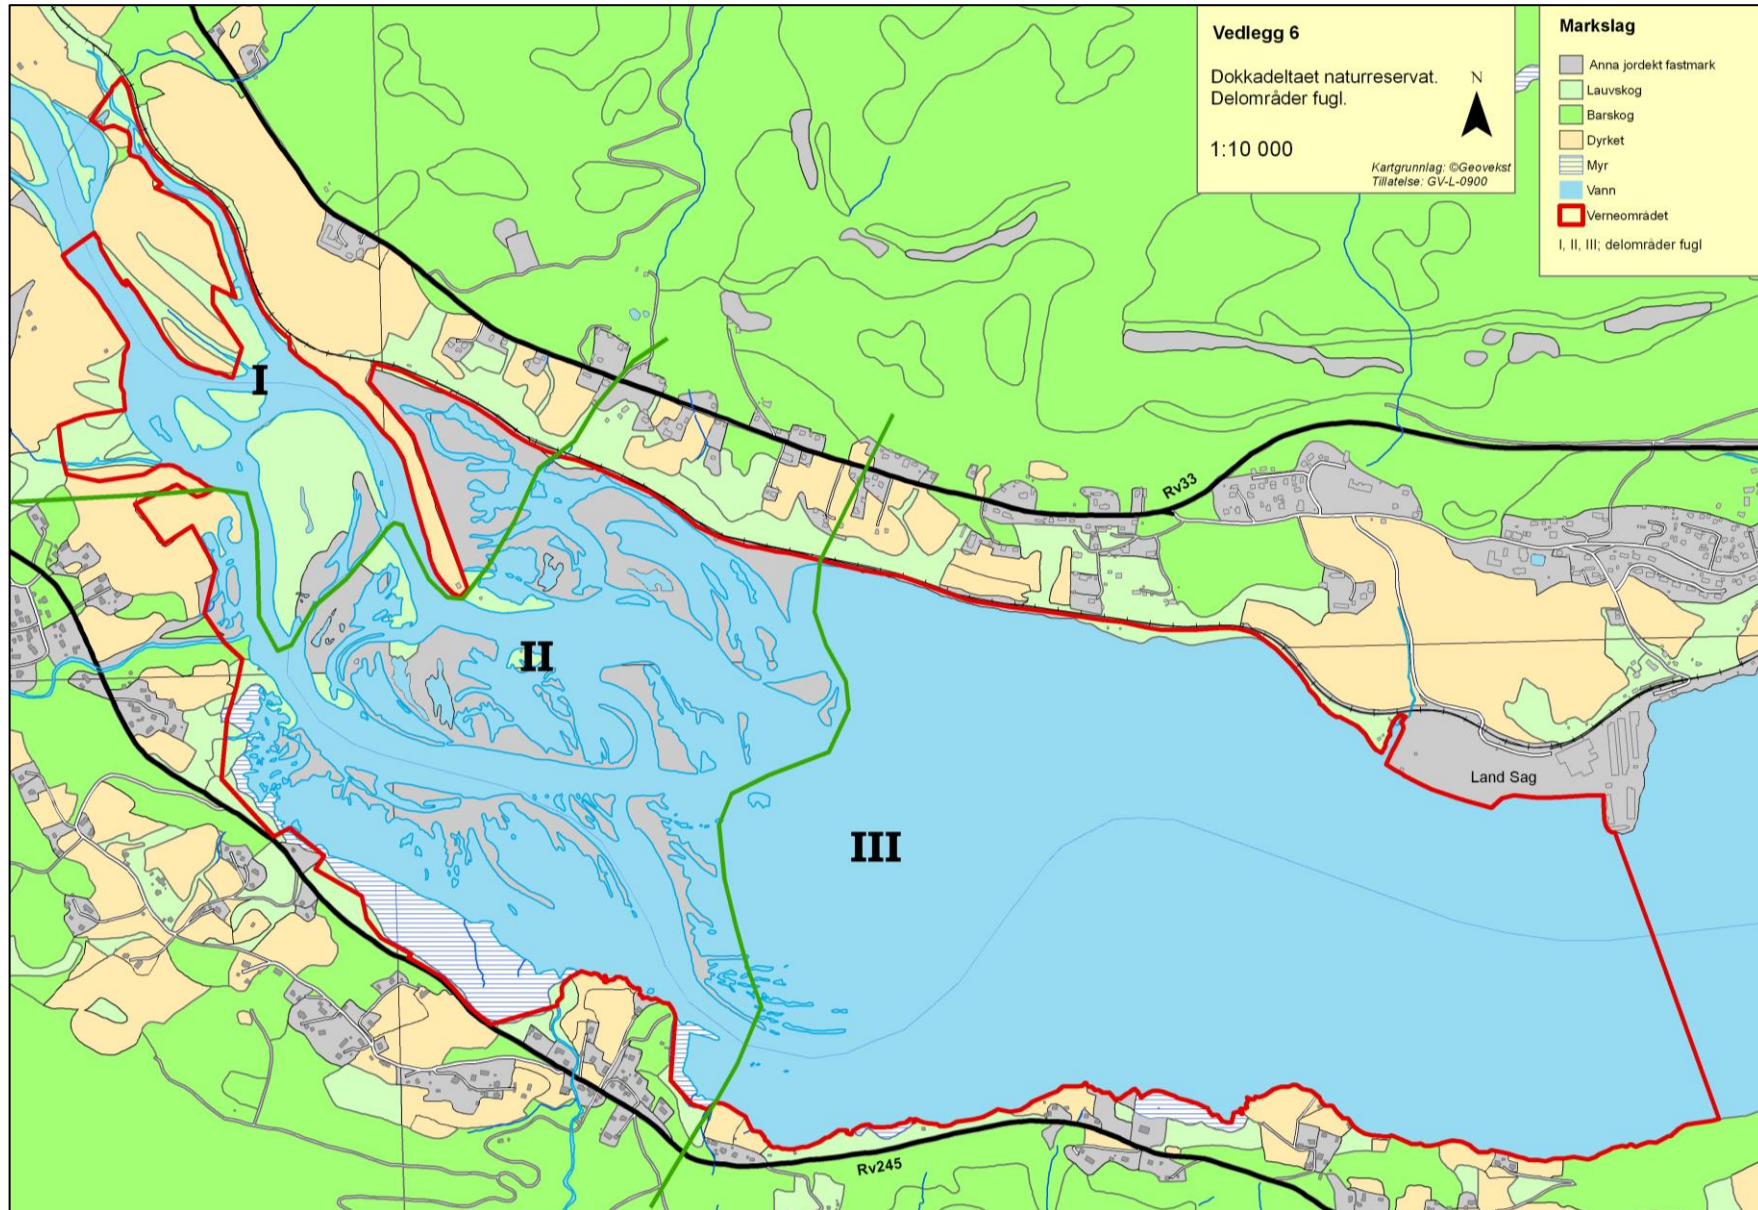 Vedlegg 6
Dokkadeltaet naturreservat.
Delområder fugl.
N
1:10 000
Kartgrunnlag: ©Geovekst
Tillatelse: GV-L-0900
Markslag
Anna jordekt fastmark
Lauvskog
Barskog
Dyrket
Myr
Vann
Verneområdet
I, II, III; delområder fugl
I
Rv33
II
Land Sag
III
Rv245